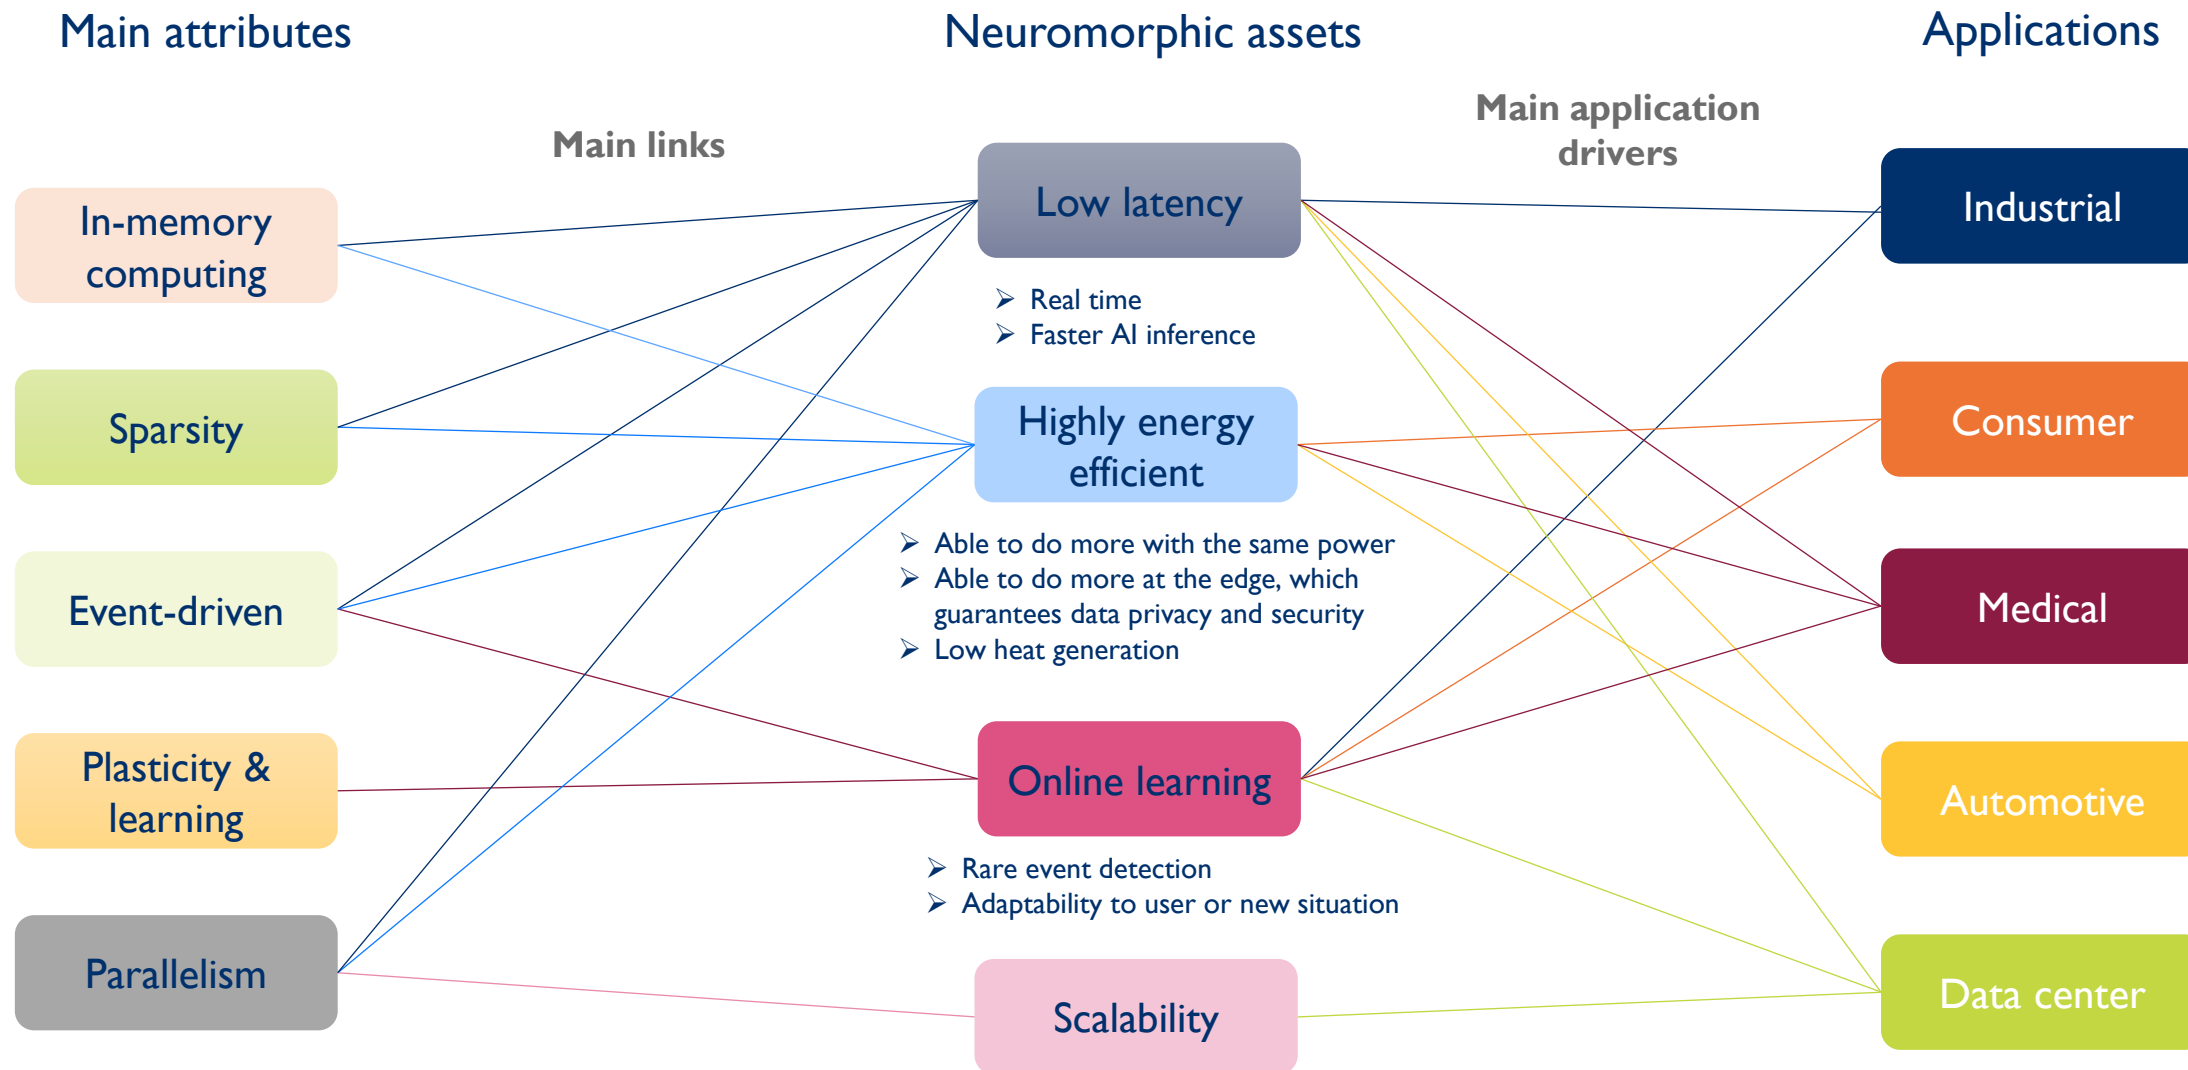 Main attributes
Neuromorphic assets
Applications
Main links
Main application
drivers
In-memory
computing
Sparsity
Event-driven
Plasticity &
learning
Parallelism
Low latency
➢ Real time
➢ Faster AI inference
Highly energy
efficient
➢ Able to do more with the same power
➢ Able to do more at the edge, which
guarantees data privacy and security
➢ Low heat generation
Online learning
➢ Rare event detection
➢ Adaptability to user or new situation
Scalability
Industrial
Consumer
Medical
Automotive
Data center